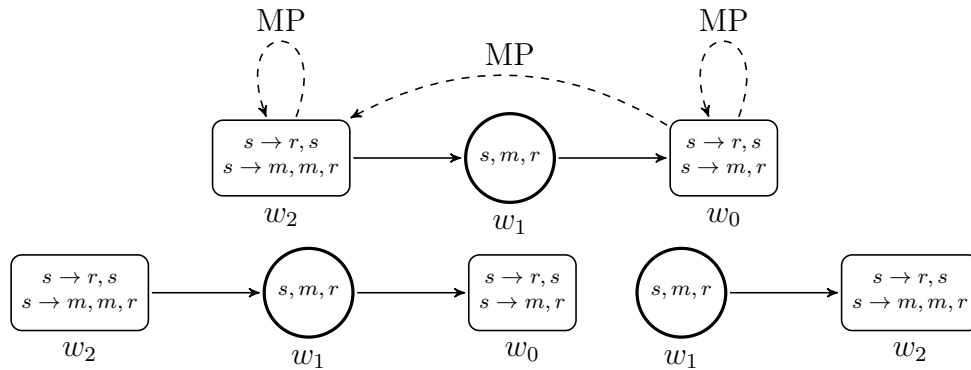 MP MP
MP
s → r, s s → r, s
s → m, m, r s, m, r s → m, r
w₂ w₁ w₀
s → r, s s → r, s s → r, s
s → m, m, r s, m, r s → m, r s, m, r s → m, m, r
w₂ w₁ w₀ w₁ w₂